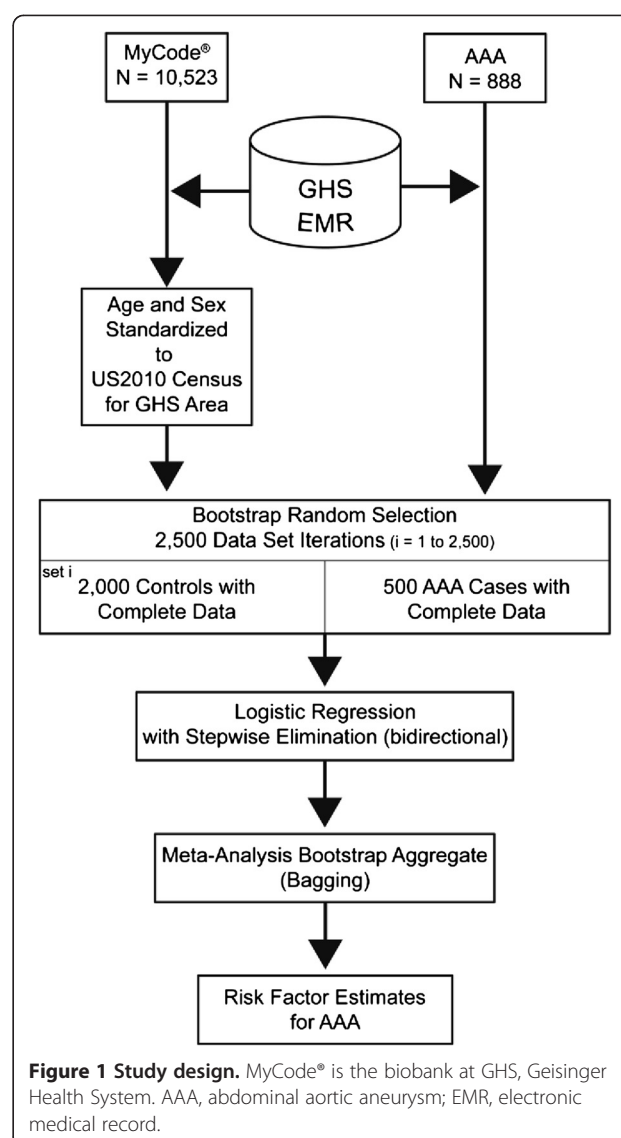 MyCode®
N = 10,523
AAA
N = 888
GHS
EMR
Age and Sex
Standardized
to
US2010 Census
for GHS Area
Bootstrap Random Selection
2,500 Data Set Iterations (i = 1 to 2,500)
set i
2,000 Controls with
Complete Data
500 AAA Cases with
Complete Data
Logistic Regression
with Stepwise Elimination (bidirectional)
Meta-Analysis Bootstrap Aggregate
(Bagging)
Risk Factor Estimates
for AAA
Figure 1 Study design. MyCode® is the biobank at GHS, Geisinger
Health System. AAA, abdominal aortic aneurysm; EMR, electronic
medical record.